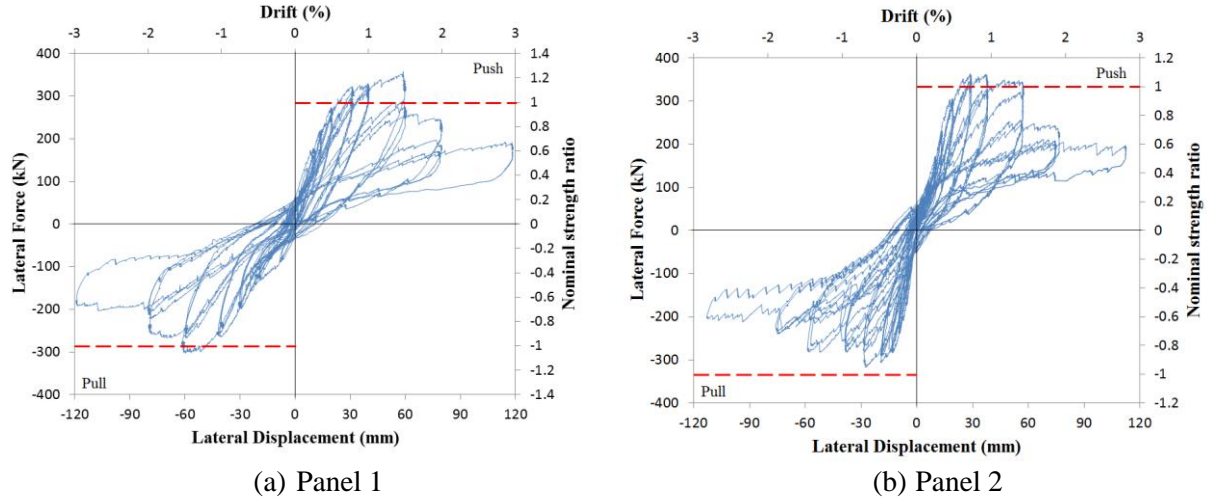 Drift (%)
-3 -2 -1 0 1 2 3
400 1.4
Push
300 1.2
1
200 0.8
0.6
100 0.4
0.2
0 0
-0.2
-100 -0.4
-0.6
-200 -0.8
-300 -1
-1.2
Pull
-400 -1.4
-120 -90 -60 -30 0 30 60 90 120
Lateral Force (kN)
Nominal strength ratio
Lateral Displacement (mm)
(a) Panel 1
Drift (%)
-3 -2 -1 0 1 2 3
400 1.2
Push
300 1
0.8
200 0.6
100 0.4
0.2
0 0
-0.2
-100 -0.4
-200 -0.6
-0.8
-300 -1
Pull
-400 -1.2
-120 -90 -60 -30 0 30 60 90 120
Lateral Force (kN)
Nominal strength ratio
Lateral Displacement (mm)
(b) Panel 2